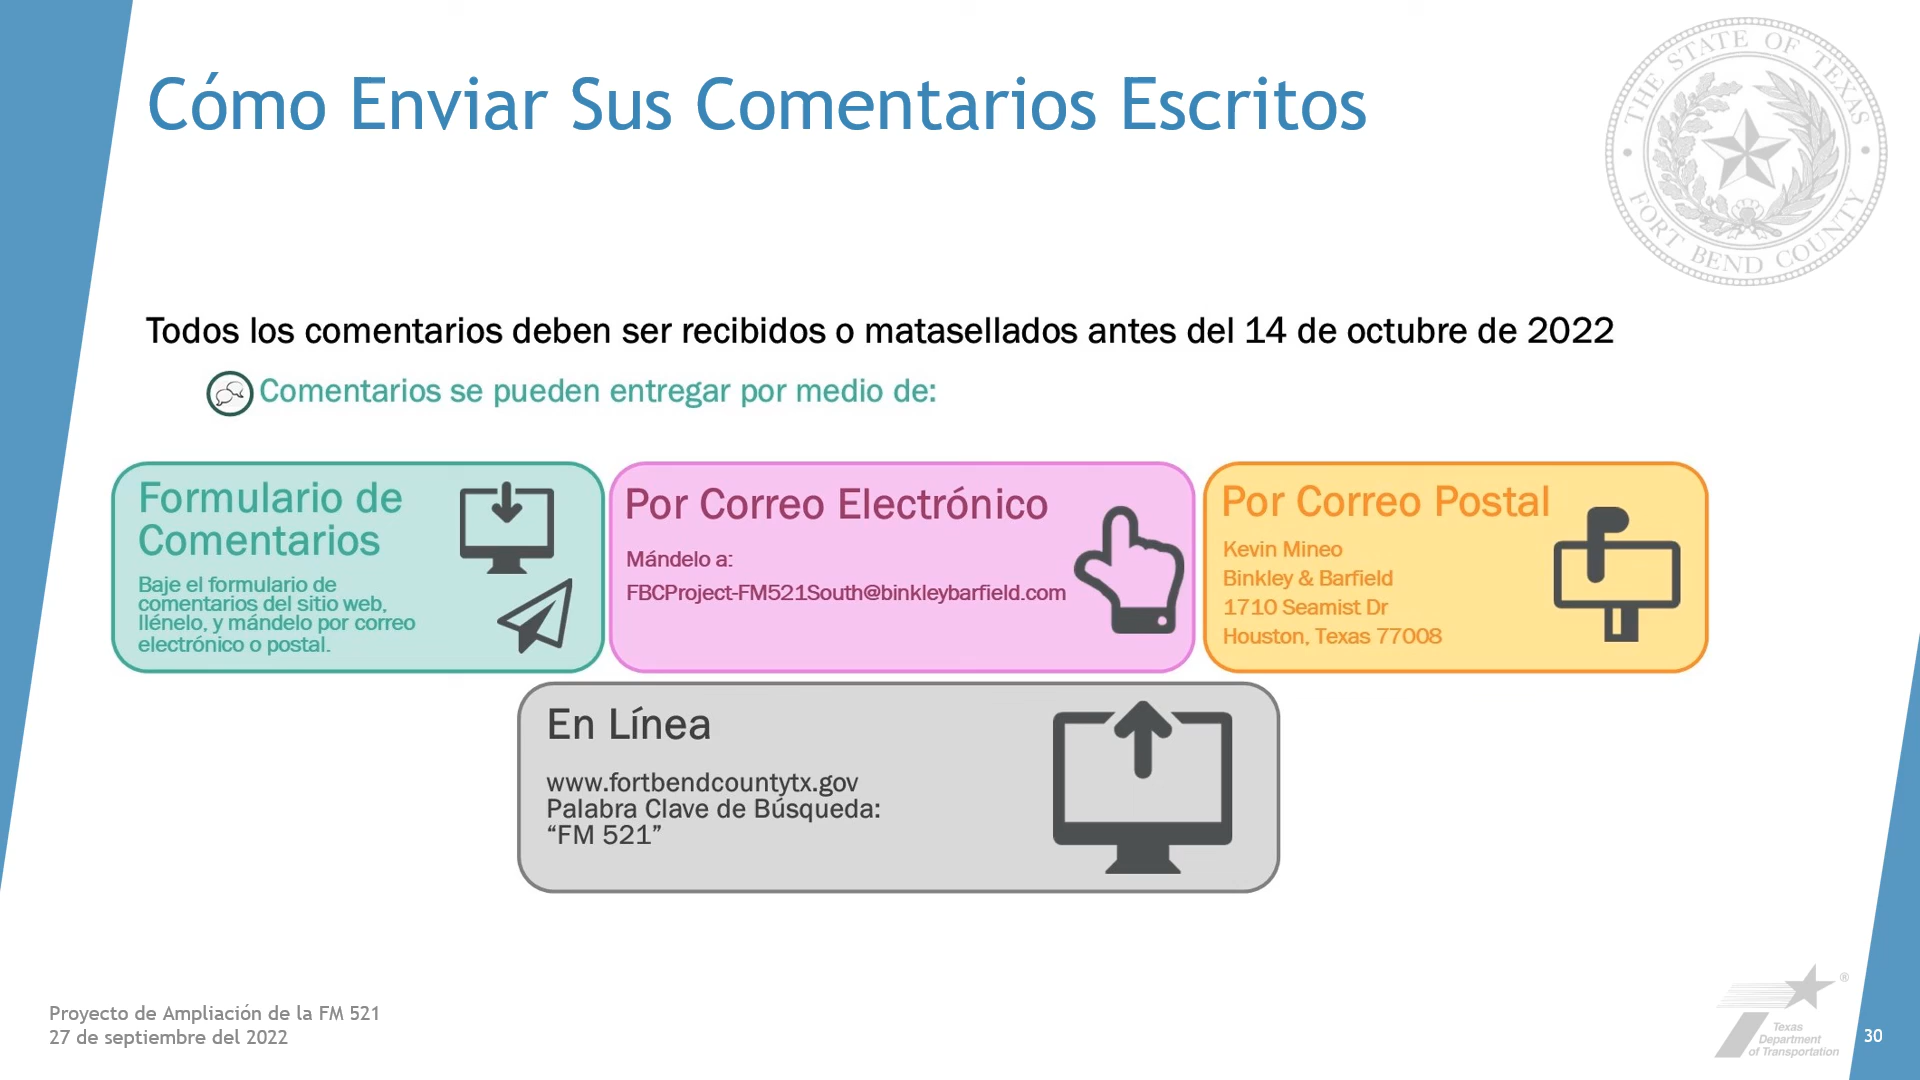 Cómo Enviar Sus Comentarios Escritos
THE STATE OF TEXAS
FORT BEND COUNTY
Todos los comentarios deben ser recibidos o matasellados antes del 14 de octubre de 2022
Comentarios se pueden entregar por medio de:
Formulario de
Comentarios
Baje el formulario de
comentarios del sitio web,
llénelo, y mándelo por correo
electrónico o postal.
Por Correo Electrónico
Mándelo a:
FBCProject-FM521South@binkleybarfield.com
Por Correo Postal
Kevin Mineo
Binkley & Barfield
1710 Seamist Dr
Houston, Texas 77008
En Línea
www.fortbendcountytx.gov
Palabra Clave de Búsqueda:
“FM 521”
Proyecto de Ampliación de la FM 521
27 de septiembre del 2022
®
Texas
Department
of Transportation
30